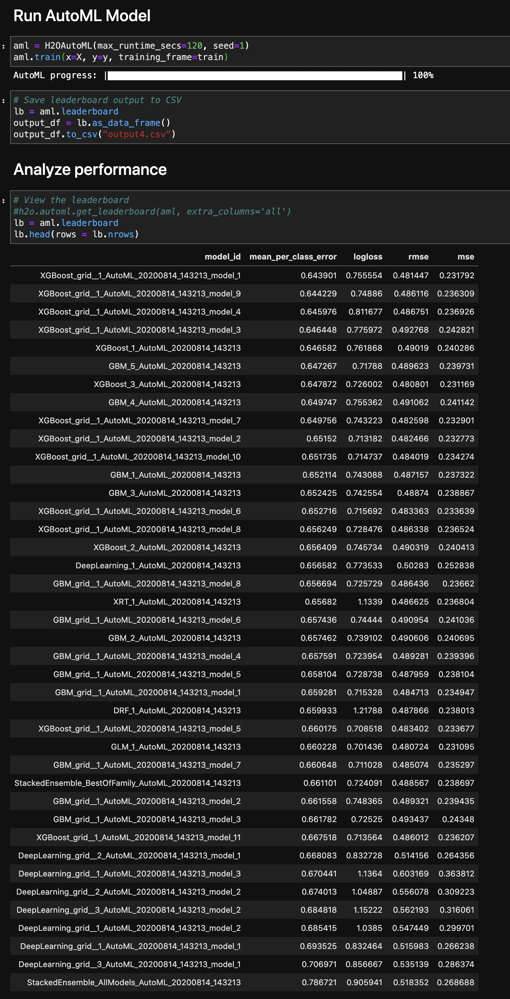 Run AutoML Model
: aml = H2OAutoML(max_runtime_secs=120, seed=1)
aml.train(x=X, y=y, training_frame=train)
AutoML progress: || 100%
: # Save leaderboard output to CSV
lb = aml.leaderboard
output_df = lb.as_data_frame()
output_df.to_csv("output4.csv")
Analyze performance
: # View the leaderboard
#h2o.automl.get_leaderboard(aml, extra_columns='all')
lb = aml.leaderboard
lb.head(rows = lb.nrows)
model_id mean_per_class_error logloss rmse mse
XGBoost_grid__1_AutoML_20200814_143213_model_1 0.643901 0.755554 0.481447 0.231792
XGBoost_grid__1_AutoML_20200814_143213_model_9 0.644229 0.74886 0.486116 0.236309
XGBoost_grid__1_AutoML_20200814_143213_model_4 0.645976 0.811677 0.486751 0.236926
XGBoost_grid__1_AutoML_20200814_143213_model_3 0.646448 0.775972 0.492768 0.242821
XGBoost_1_AutoML_20200814_143213 0.646582 0.761868 0.49019 0.240286
GBM_5_AutoML_20200814_143213 0.647267 0.71788 0.489623 0.239731
XGBoost_3_AutoML_20200814_143213 0.647872 0.726002 0.480801 0.231169
GBM_4_AutoML_20200814_143213 0.649747 0.755362 0.491062 0.241142
XGBoost_grid__1_AutoML_20200814_143213_model_7 0.649756 0.743223 0.482598 0.232901
XGBoost_grid__1_AutoML_20200814_143213_model_2 0.65152 0.713182 0.482466 0.232773
XGBoost_grid__1_AutoML_20200814_143213_model_10 0.651735 0.714737 0.484019 0.234274
GBM_1_AutoML_20200814_143213 0.652114 0.743088 0.487157 0.237322
GBM_3_AutoML_20200814_143213 0.652425 0.742554 0.48874 0.238867
XGBoost_grid__1_AutoML_20200814_143213_model_6 0.652716 0.715692 0.483363 0.233639
XGBoost_grid__1_AutoML_20200814_143213_model_8 0.656249 0.728476 0.486338 0.236524
XGBoost_2_AutoML_20200814_143213 0.656409 0.745734 0.490319 0.240413
DeepLearning_1_AutoML_20200814_143213 0.656582 0.773533 0.50283 0.252838
GBM_grid__1_AutoML_20200814_143213_model_8 0.656694 0.725729 0.486436 0.23662
XRT_1_AutoML_20200814_143213 0.65682 1.1339 0.486625 0.236804
GBM_grid__1_AutoML_20200814_143213_model_6 0.657436 0.74444 0.490954 0.241036
GBM_2_AutoML_20200814_143213 0.657462 0.739102 0.490606 0.240695
GBM_grid__1_AutoML_20200814_143213_model_4 0.657591 0.723954 0.489281 0.239396
GBM_grid__1_AutoML_20200814_143213_model_5 0.658104 0.728738 0.487959 0.238104
GBM_grid__1_AutoML_20200814_143213_model_1 0.659281 0.715328 0.484713 0.234947
DRF_1_AutoML_20200814_143213 0.659933 1.21788 0.487866 0.238013
XGBoost_grid__1_AutoML_20200814_143213_model_5 0.660175 0.708518 0.483402 0.233677
GLM_1_AutoML_20200814_143213 0.660228 0.701436 0.480724 0.231095
GBM_grid__1_AutoML_20200814_143213_model_7 0.660648 0.711028 0.485074 0.235297
StackedEnsemble_BestOfFamily_AutoML_20200814_143213 0.661101 0.724091 0.488567 0.238697
GBM_grid__1_AutoML_20200814_143213_model_2 0.661558 0.748365 0.489321 0.239435
GBM_grid__1_AutoML_20200814_143213_model_3 0.661782 0.72525 0.493437 0.24348
XGBoost_grid__1_AutoML_20200814_143213_model_11 0.667518 0.713564 0.486012 0.236207
DeepLearning_grid__2_AutoML_20200814_143213_model_1 0.668083 0.832728 0.514156 0.264356
DeepLearning_grid__1_AutoML_20200814_143213_model_3 0.670441 1.1364 0.603169 0.363812
DeepLearning_grid__2_AutoML_20200814_143213_model_2 0.674013 1.04887 0.556078 0.309223
DeepLearning_grid__3_AutoML_20200814_143213_model_2 0.684818 1.15222 0.562193 0.316061
DeepLearning_grid__1_AutoML_20200814_143213_model_2 0.685415 1.0385 0.547449 0.299701
DeepLearning_grid__1_AutoML_20200814_143213_model_1 0.693525 0.832464 0.515983 0.266238
DeepLearning_grid__3_AutoML_20200814_143213_model_1 0.706971 0.856667 0.535139 0.286374
StackedEnsemble_AllModels_AutoML_20200814_143213 0.786721 0.905941 0.518352 0.268688